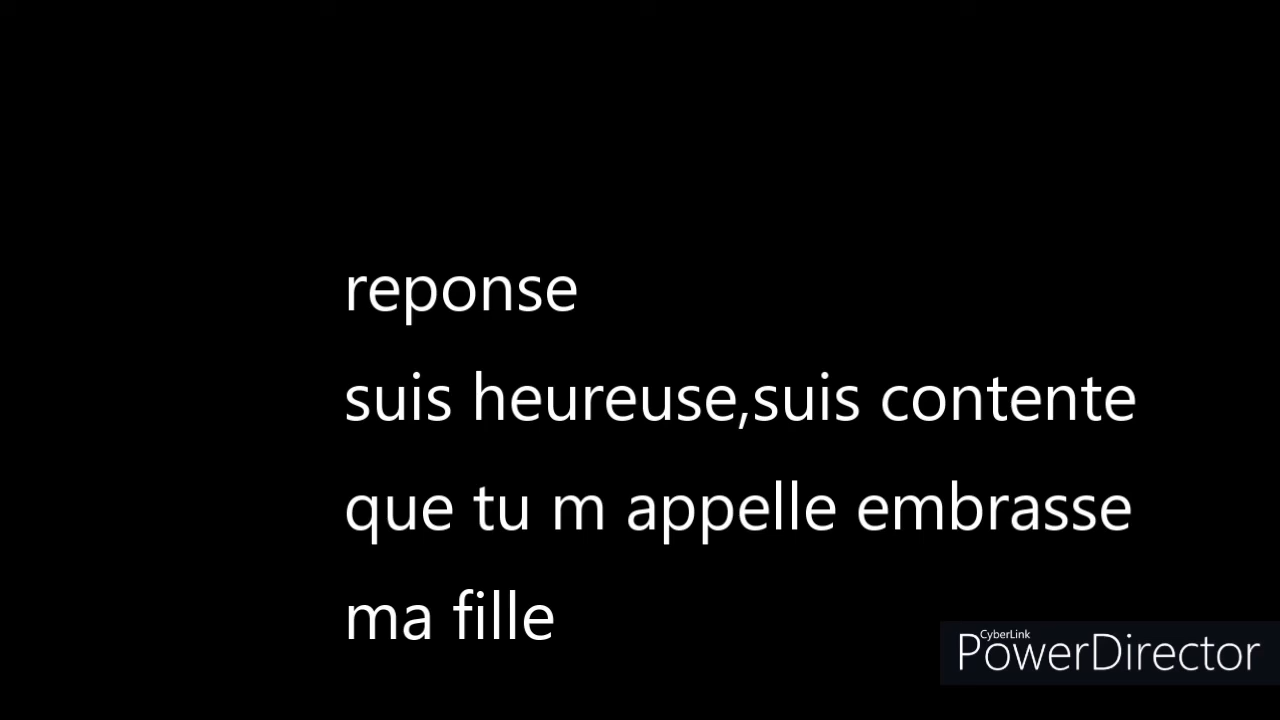 reponse
suis heureuse,suis contente
que tu m appelle embrasse
ma fille
CyberLink
PowerDirector